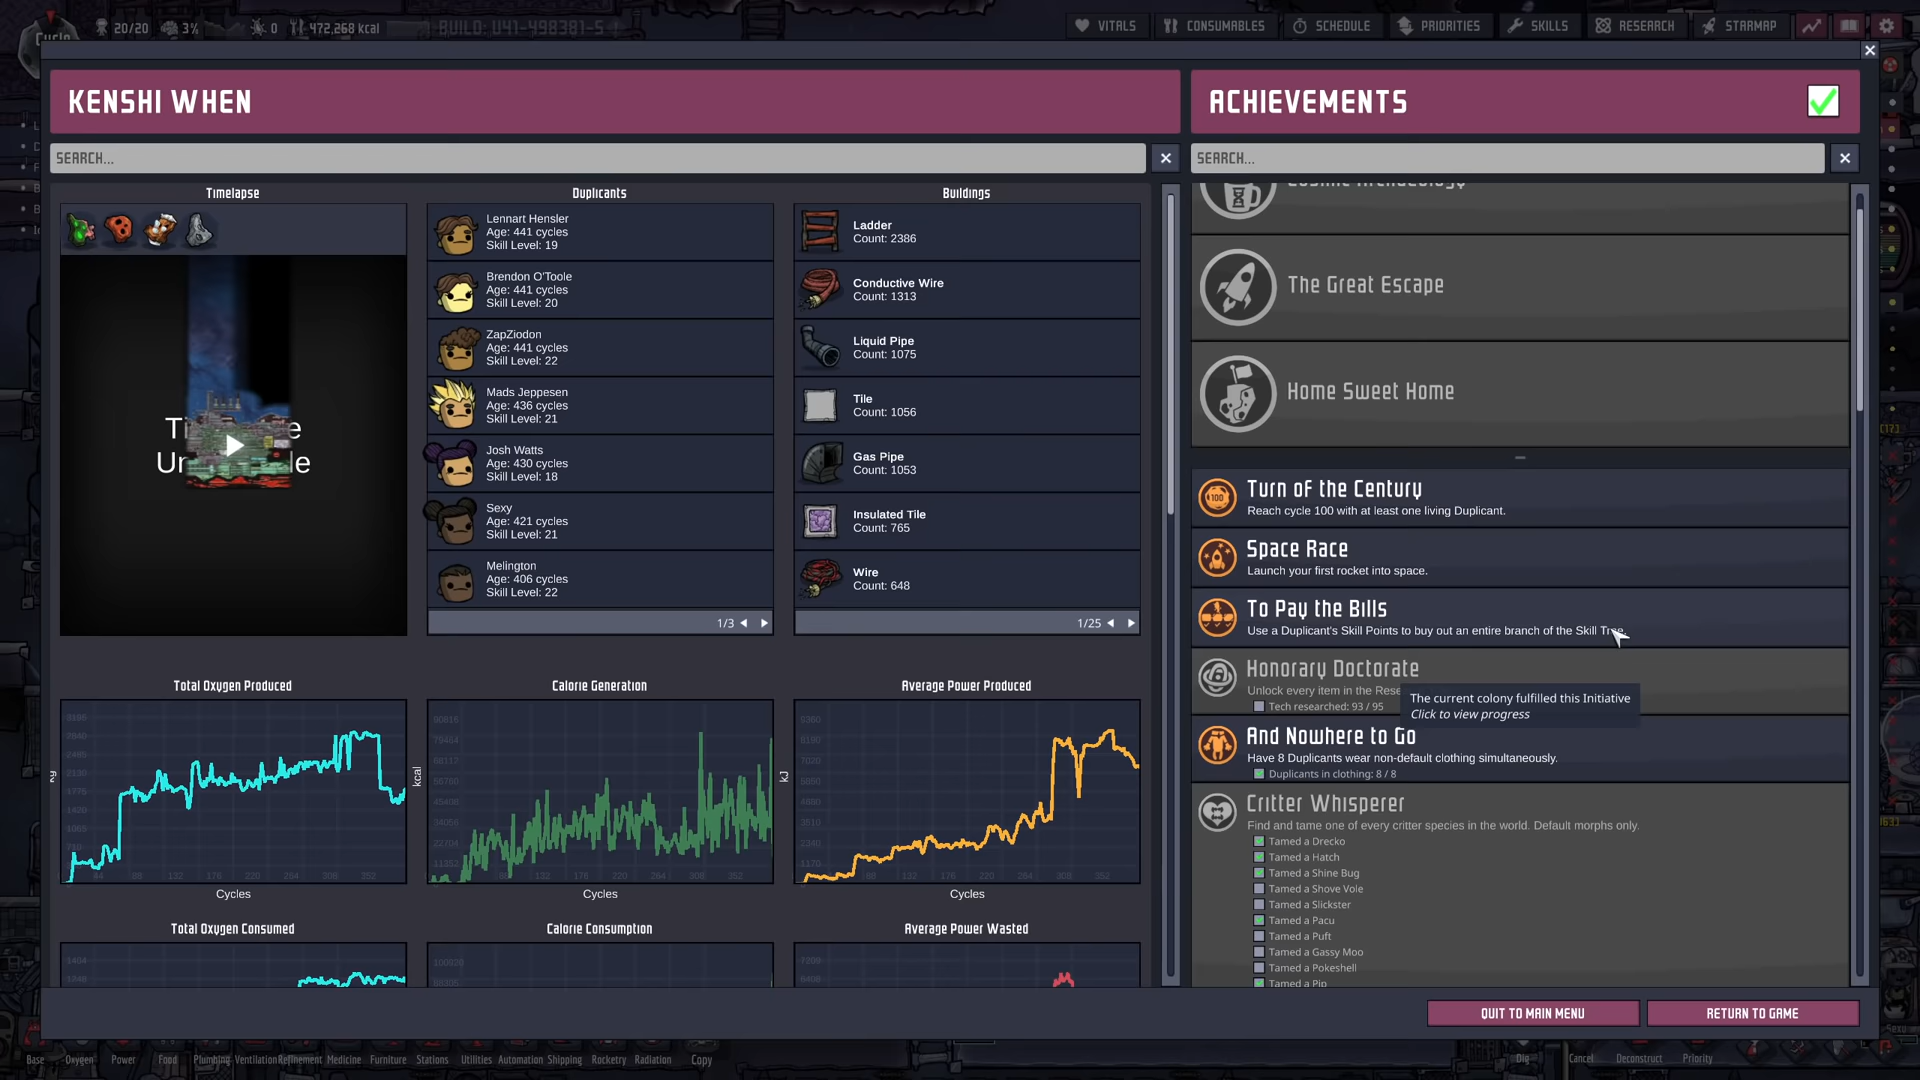 Cycle
20/20
3%
0
472,268 kcal
BUILD: U41-498381-S
VITALS
CONSUMABLES
SCHEDULE
PRIORITIES
SKILLS
RESEARCH
STARMAP
KENSHI WHEN
ACHIEVEMENTS
SEARCH...
SEARCH...
Timelapse
Duplicants
Buildings
Lennart Hensler
Age: 441 cycles
Skill Level: 19
Brendon O'Toole
Age: 441 cycles
Skill Level: 20
ZapZiodon
Age: 441 cycles
Skill Level: 22
Mads Jeppesen
Age: 436 cycles
Skill Level: 21
Josh Watts
Age: 430 cycles
Skill Level: 18
Sexy
Age: 421 cycles
Skill Level: 21
Melington
Age: 406 cycles
Skill Level: 22
1/3
Ladder
Count: 2386
Conductive Wire
Count: 1313
Liquid Pipe
Count: 1075
Tile
Count: 1056
Gas Pipe
Count: 1053
Insulated Tile
Count: 765
Wire
Count: 648
1/25
Total Oxygen Produced
Calorie Generation
Average Power Produced
kcal
kJ
Cycles
Cycles
Cycles
Total Oxygen Consumed
Calorie Consumption
Average Power Wasted
Cosmic Archaeology
The Great Escape
Home Sweet Home
Turn of the Century
Reach cycle 100 with at least one living Duplicant.
Space Race
Launch your first rocket into space.
To Pay the Bills
Use a Duplicant's Skill Points to buy out an entire branch of the Skill Tree.
Honorary Doctorate
Unlock every item in the Rese
Tech researched: 93 / 95
The current colony fulfilled this Initiative
Click to view progress
And Nowhere to Go
Have 8 Duplicants wear non-default clothing simultaneously.
Duplicants in clothing: 8 / 8
Critter Whisperer
Find and tame one of every critter species in the world. Default morphs only.
Tamed a Drecko
Tamed a Hatch
Tamed a Shine Bug
Tamed a Shove Vole
Tamed a Slickster
Tamed a Pacu
Tamed a Puft
Tamed a Gassy Moo
Tamed a Pokeshell
Tamed a Pip
QUIT TO MAIN MENU
RETURN TO GAME
Base
Oxygen
Power
Food
Plumbing
Ventilation
Refinement
Medicine
Furniture
Stations
Utilities
Automation
Shipping
Rocketry
Radiation
Copy
Dig
Cancel
Deconstruct
Priority